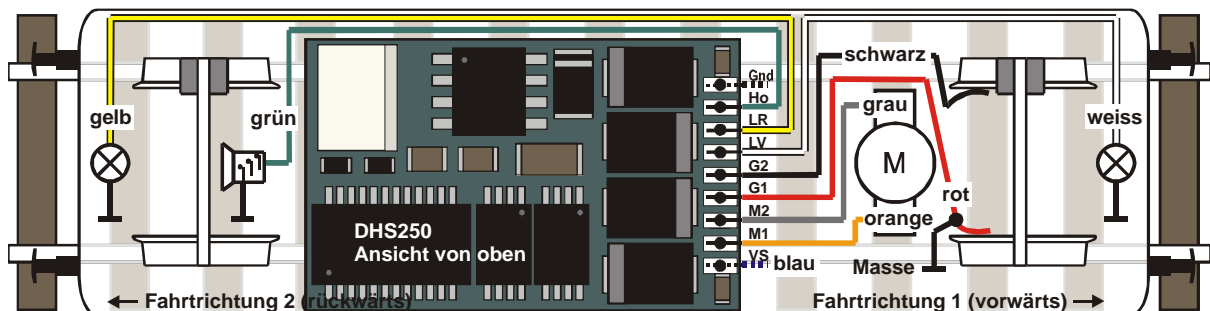 schwarz
Gnd
Ho
gelb
grün
LR
grau
weiss
LV
M
G2
G1
rot
M2
orange
DHS250
M1
Ansicht von oben
VS
blau
Masse
← Fahrtrichtung 2 (rückwärts)
Fahrtrichtung 1 (vorwärts) →